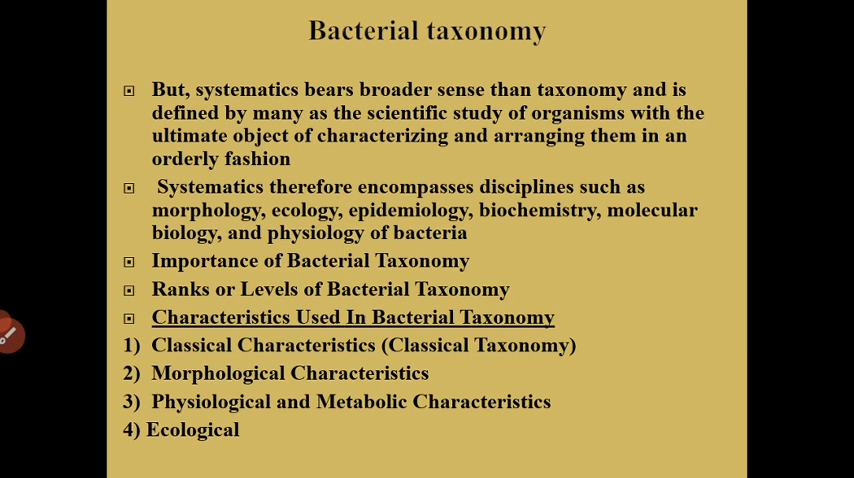 Bacterial taxonomy
But, systematics bears broader sense than taxonomy and is
defined by many as the scientific study of organisms with the
ultimate object of characterizing and arranging them in an
orderly fashion
Systematics therefore encompasses disciplines such as
morphology, ecology, epidemiology, biochemistry, molecular
biology, and physiology of bacteria
Importance of Bacterial Taxonomy
Ranks or Levels of Bacterial Taxonomy
Characteristics Used In Bacterial Taxonomy
1) Classical Characteristics (Classical Taxonomy)
2) Morphological Characteristics
3) Physiological and Metabolic Characteristics
4) Ecological